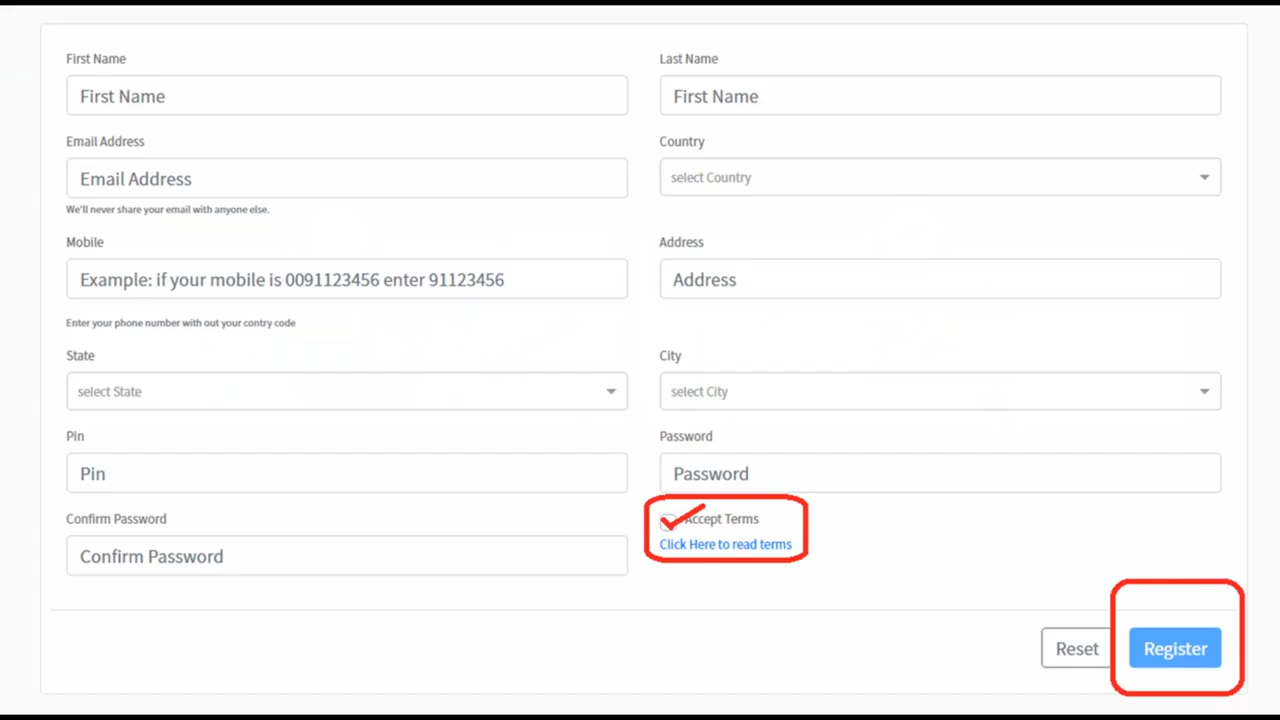 First Name
Last Name
First Name
First Name
Email Address
Country
Email Address
select Country
We'll never share your email with anyone else.
Mobile
Address
Example: if your mobile is 0091123456 enter 91123456
Address
Enter your phone number with out your contry code
State
City
select State
select City
Pin
Password
Pin
Password
Confirm Password
Accept Terms
Click Here to read terms
Confirm Password
Reset
Register